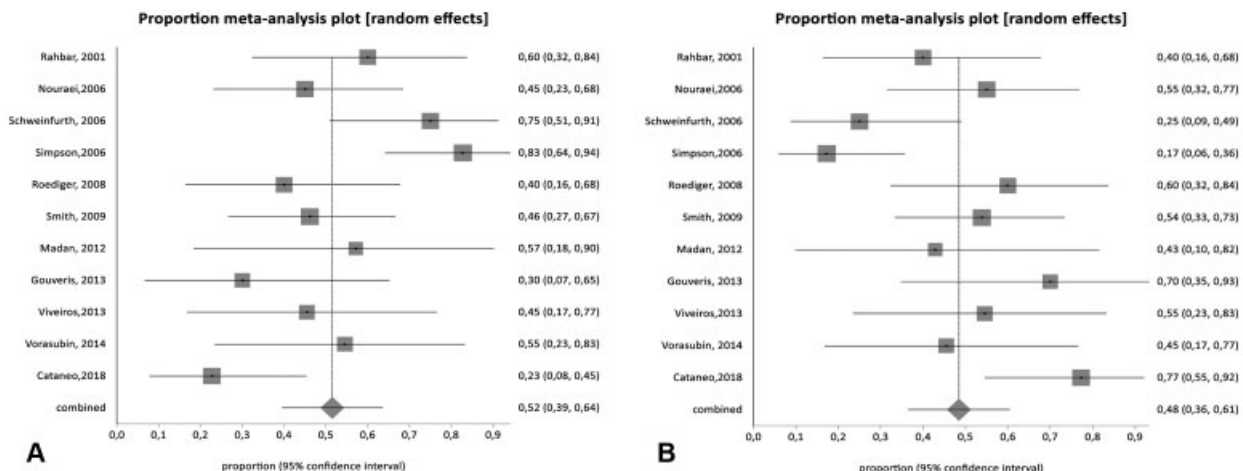 Proportion meta-analysis plot [random effects]
Rahbar, 2001 0,60 (0,32, 0,84)
Nouraei,2006 0,45 (0,23, 0,68)
Schweinfurth, 2006 0,75 (0,51, 0,91)
Simpson,2006 0,83 (0,64, 0,94)
Roediger, 2008 0,40 (0,16, 0,68)
Smith, 2009 0,46 (0,27, 0,67)
Madan, 2012 0,57 (0,18, 0,90)
Gouveris, 2013 0,30 (0,07, 0,65)
Viveiros,2013 0,45 (0,17, 0,77)
Vorasubin, 2014 0,55 (0,23, 0,83)
Cataneo,2018 0,23 (0,08, 0,45)
combined 0,52 (0,39, 0,64)
0,0 0,1 0,2 0,3 0,4 0,5 0,6 0,7 0,8 0,9
A
proportion (95% confidence interval)
Proportion meta-analysis plot [random effects]
Rahbar, 2001 0,40 (0,16, 0,68)
Nouraei,2006 0,55 (0,32, 0,77)
Schweinfurth, 2006 0,25 (0,09, 0,49)
Simpson,2006 0,17 (0,06, 0,36)
Roediger, 2008 0,60 (0,32, 0,84)
Smith, 2009 0,54 (0,33, 0,73)
Madan, 2012 0,43 (0,10, 0,82)
Gouveris, 2013 0,70 (0,35, 0,93)
Viveiros,2013 0,55 (0,23, 0,83)
Vorasubin, 2014 0,45 (0,17, 0,77)
Cataneo,2018 0,77 (0,55, 0,92)
combined 0,48 (0,36, 0,61)
0,0 0,1 0,2 0,3 0,4 0,5 0,6 0,7 0,8 0,9
B
proportion (95% confidence interval)